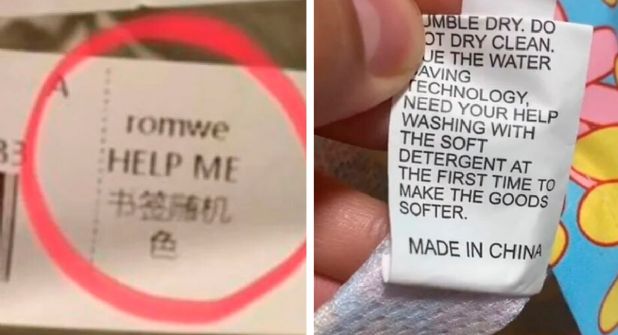 A
romwe
HELP ME
书签随机
色
UMBLE DRY. DO
OT DRY CLEAN.
UE THE WATER
AVING
TECHNOLOGY,
NEED YOUR HELP
WASHING WITH
THE SOFT
DETERGENT AT
THE FIRST TIME TO
MAKE THE GOODS
SOFTER.
MADE IN CHINA